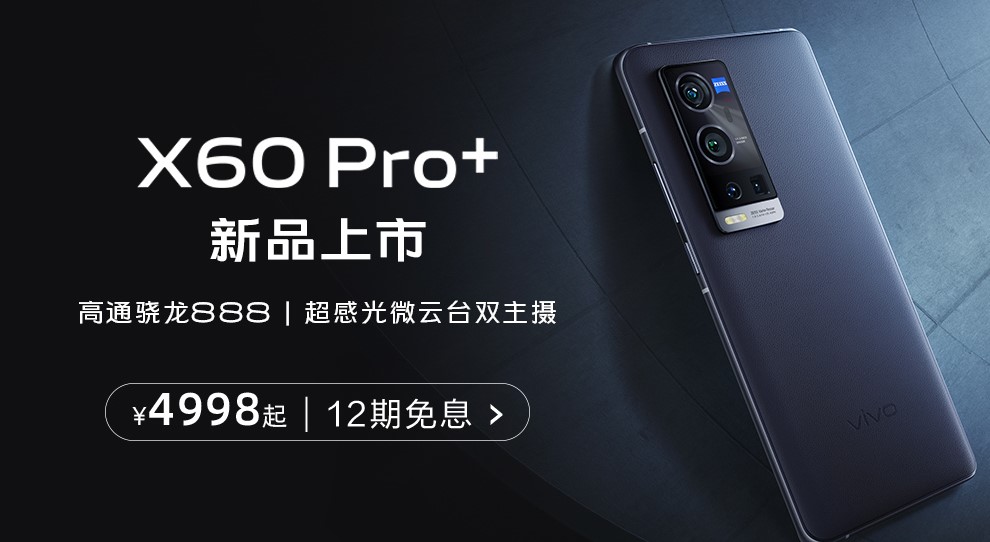 X60 Pro+
新品上市
高通骁龙888 | 超感光微云台双主摄
¥4998起 | 12期免息 >
ZEISS
vivo